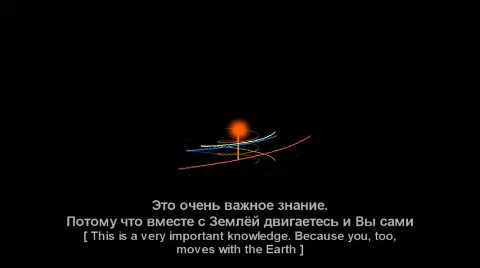 Это очень важное знание.
Потому что вместе с Землёй двигаетесь и Вы сами
[ This is a very important knowledge. Because you, too,
moves with the Earth ]